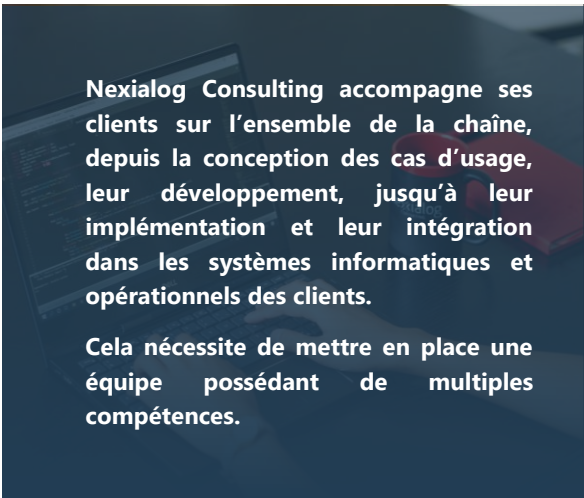 Nexialog Consulting accompagne ses
clients sur l’ensemble de la chaîne,
depuis la conception des cas d’usage,
leur développement, jusqu’à leur
implémentation et leur intégration
dans les systèmes informatiques et
opérationnels des clients.
Cela nécessite de mettre en place une
équipe possédant de multiples
compétences.